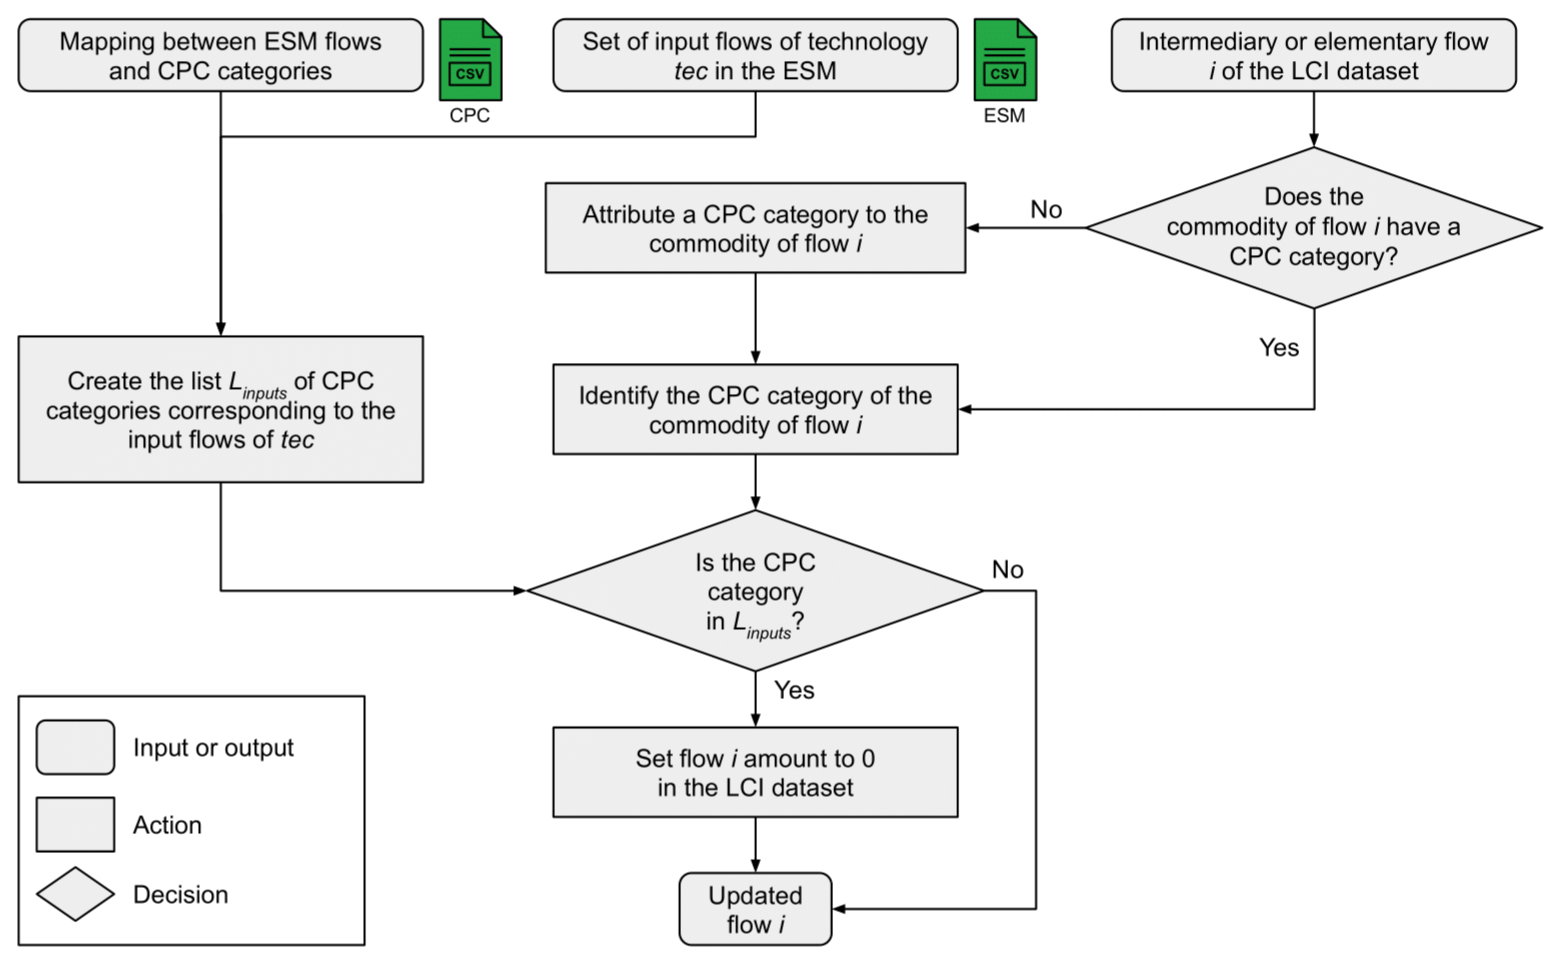 Mapping between ESM flows
and CPC categories
CSV
CPC
Set of input flows of technology
tec in the ESM
CSV
ESM
Intermediary or elementary flow
i of the LCI dataset
Does the
commodity of flow i have a
CPC category?
No
Yes
Attribute a CPC category to the
commodity of flow i
Create the list Linputs of CPC
categories corresponding to the
input flows of tec
Identify the CPC category of the
commodity of flow i
Is the CPC
category
in Linputs?
No
Yes
Set flow i amount to 0
in the LCI dataset
Updated
flow i
Input or output
Action
Decision